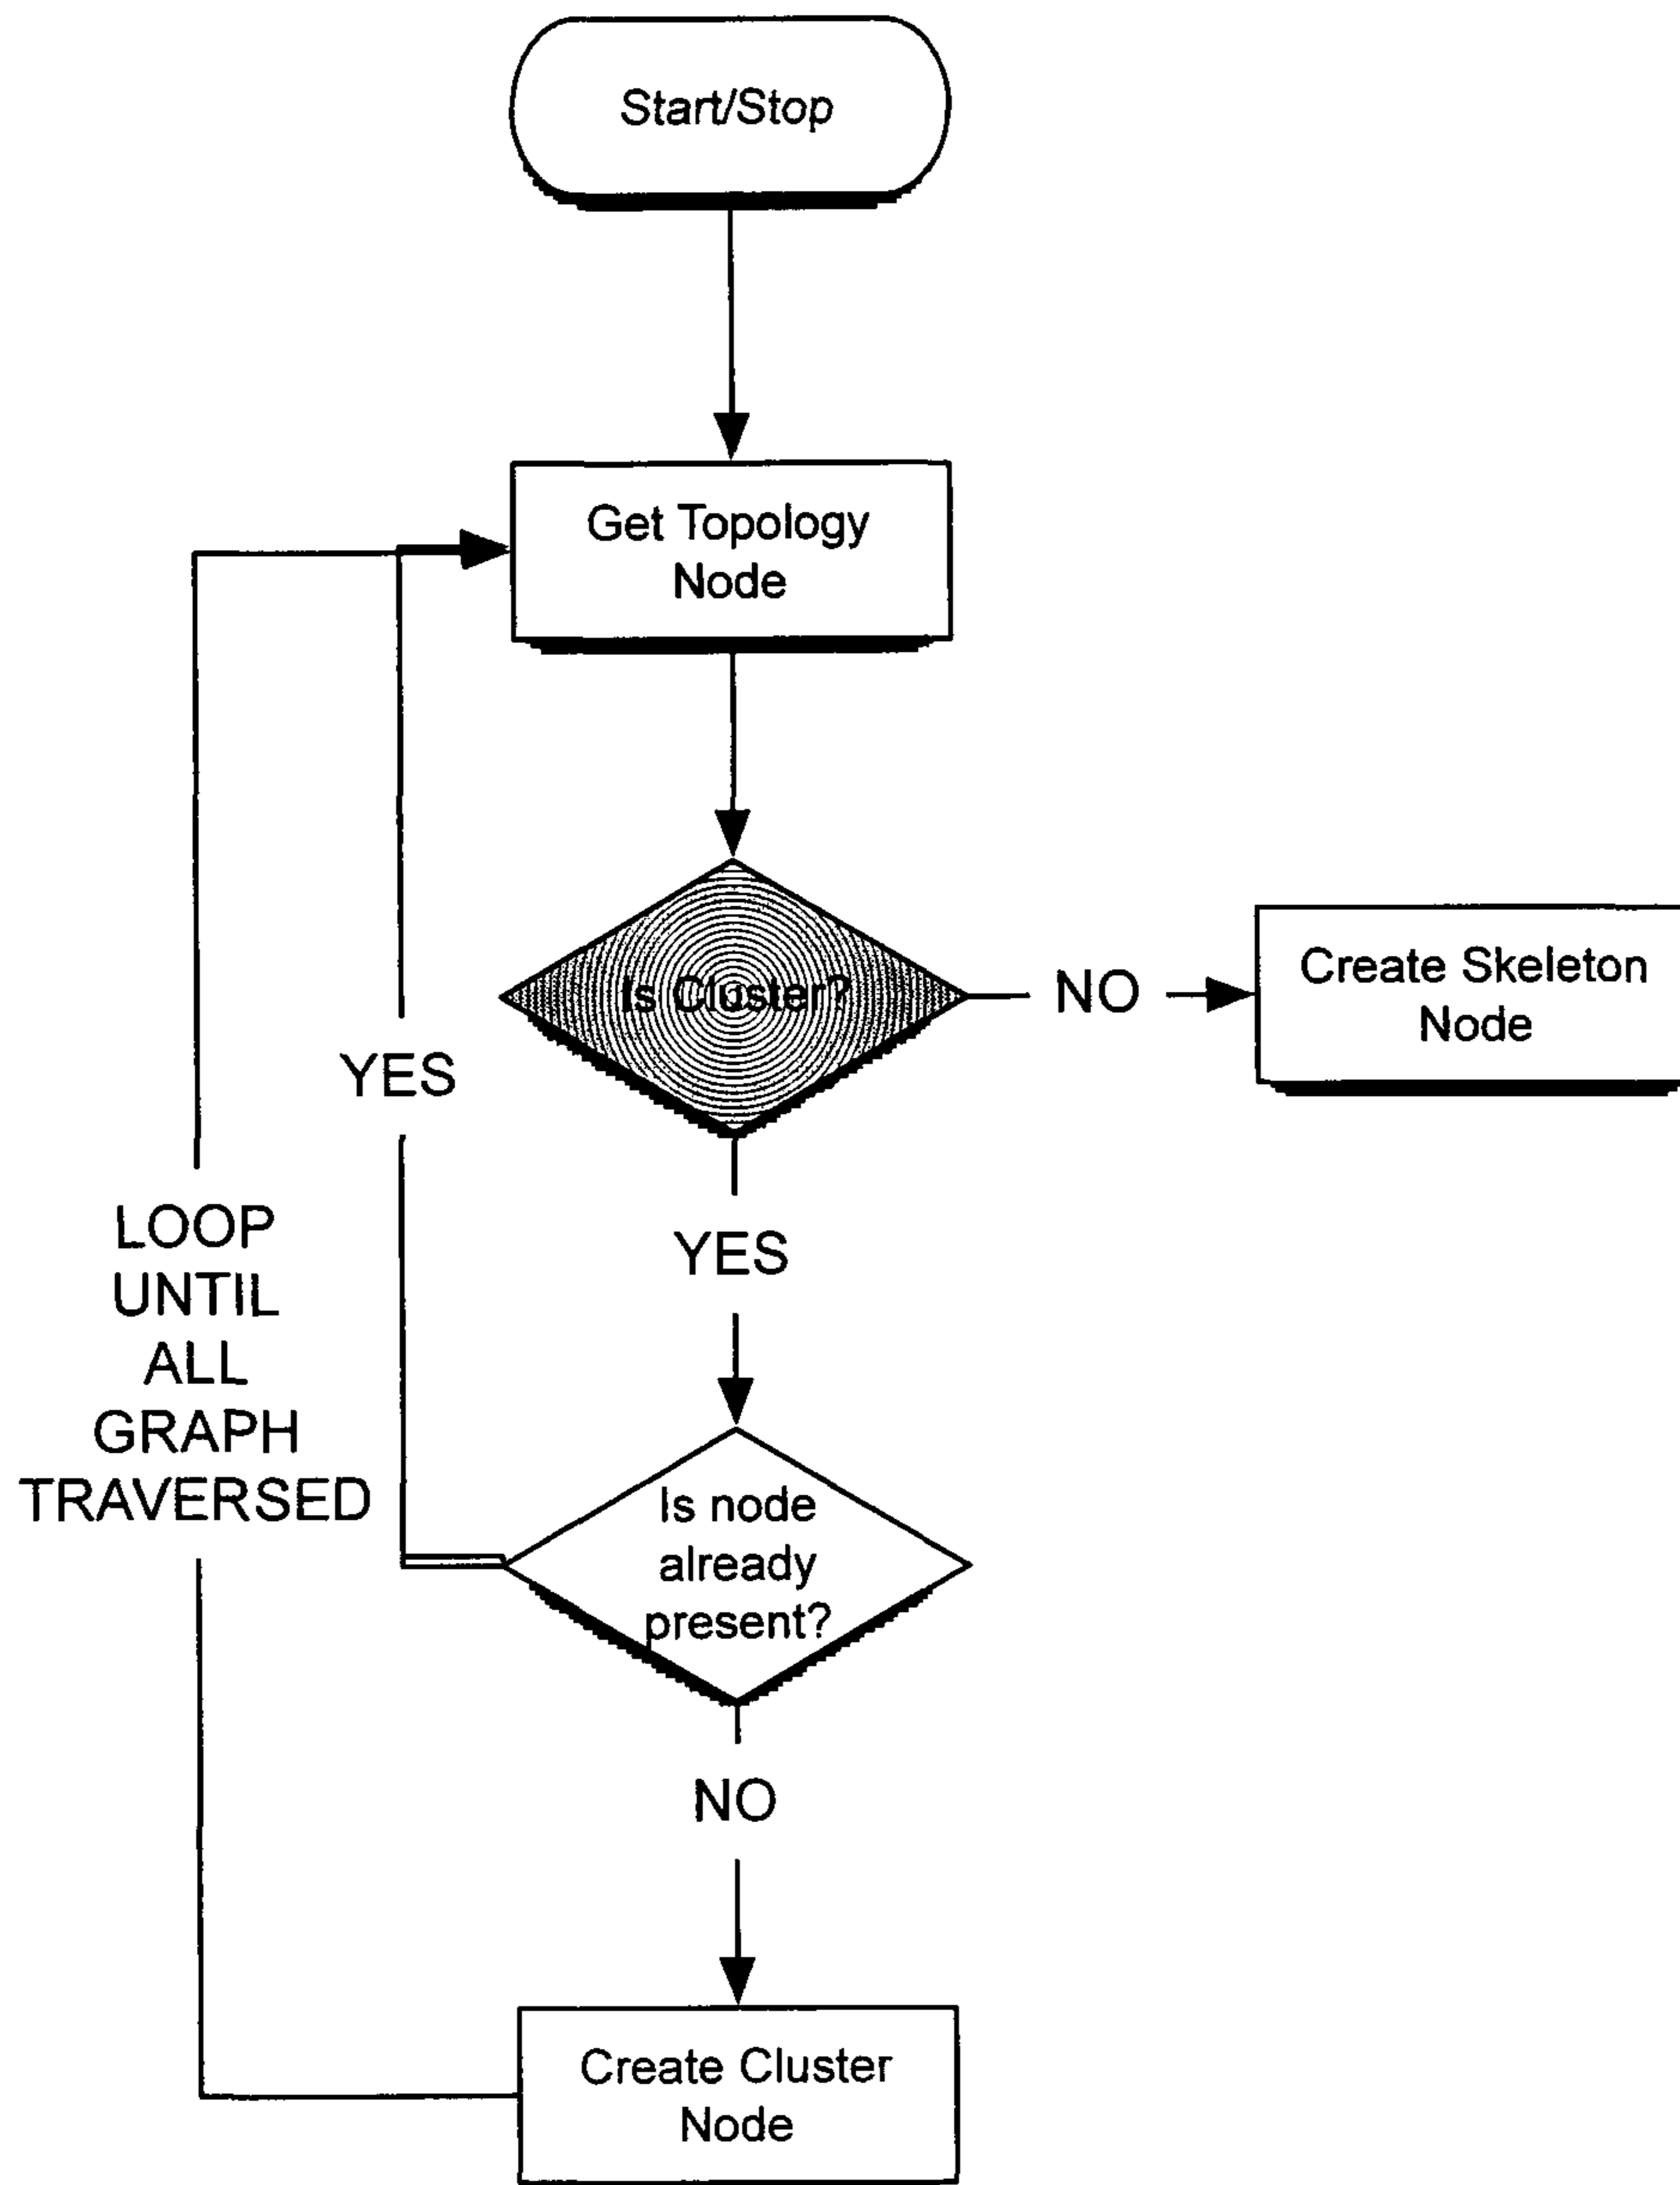 Start/Stop
Get Topology
Node
Is Cluster?
NO
Create Skeleton
Node
YES
YES
LOOP
UNTIL
ALL
GRAPH
TRAVERSED
Is node
already
present?
NO
Create Cluster
Node